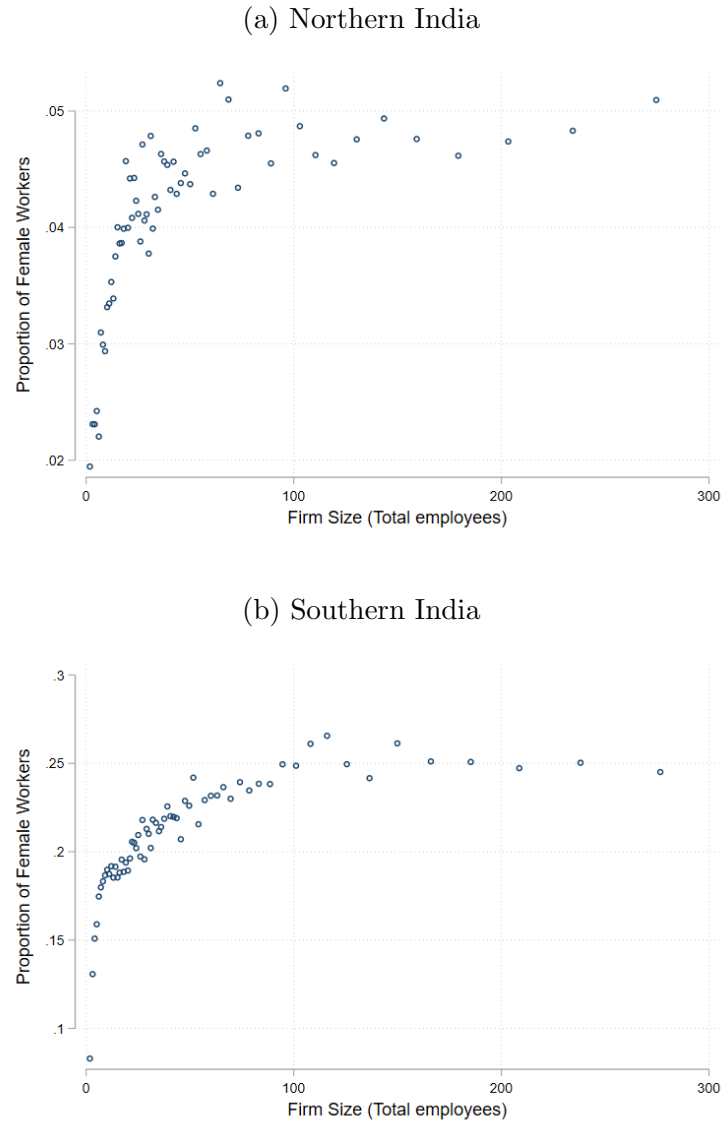 (a) Northern India
.05
.04
.03
.02
Proportion of Female Workers
0 100 200 300
Firm Size (Total employees)
(b) Southern India
.3
.25
.2
.15
.1
Proportion of Female Workers
0 100 200 300
Firm Size (Total employees)